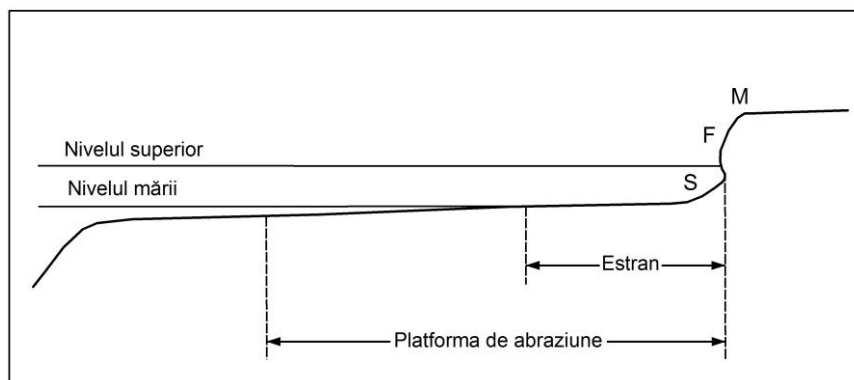 M
F
Nivelul superior
Nivelul mării
S
Estran
Platforma de abraziune